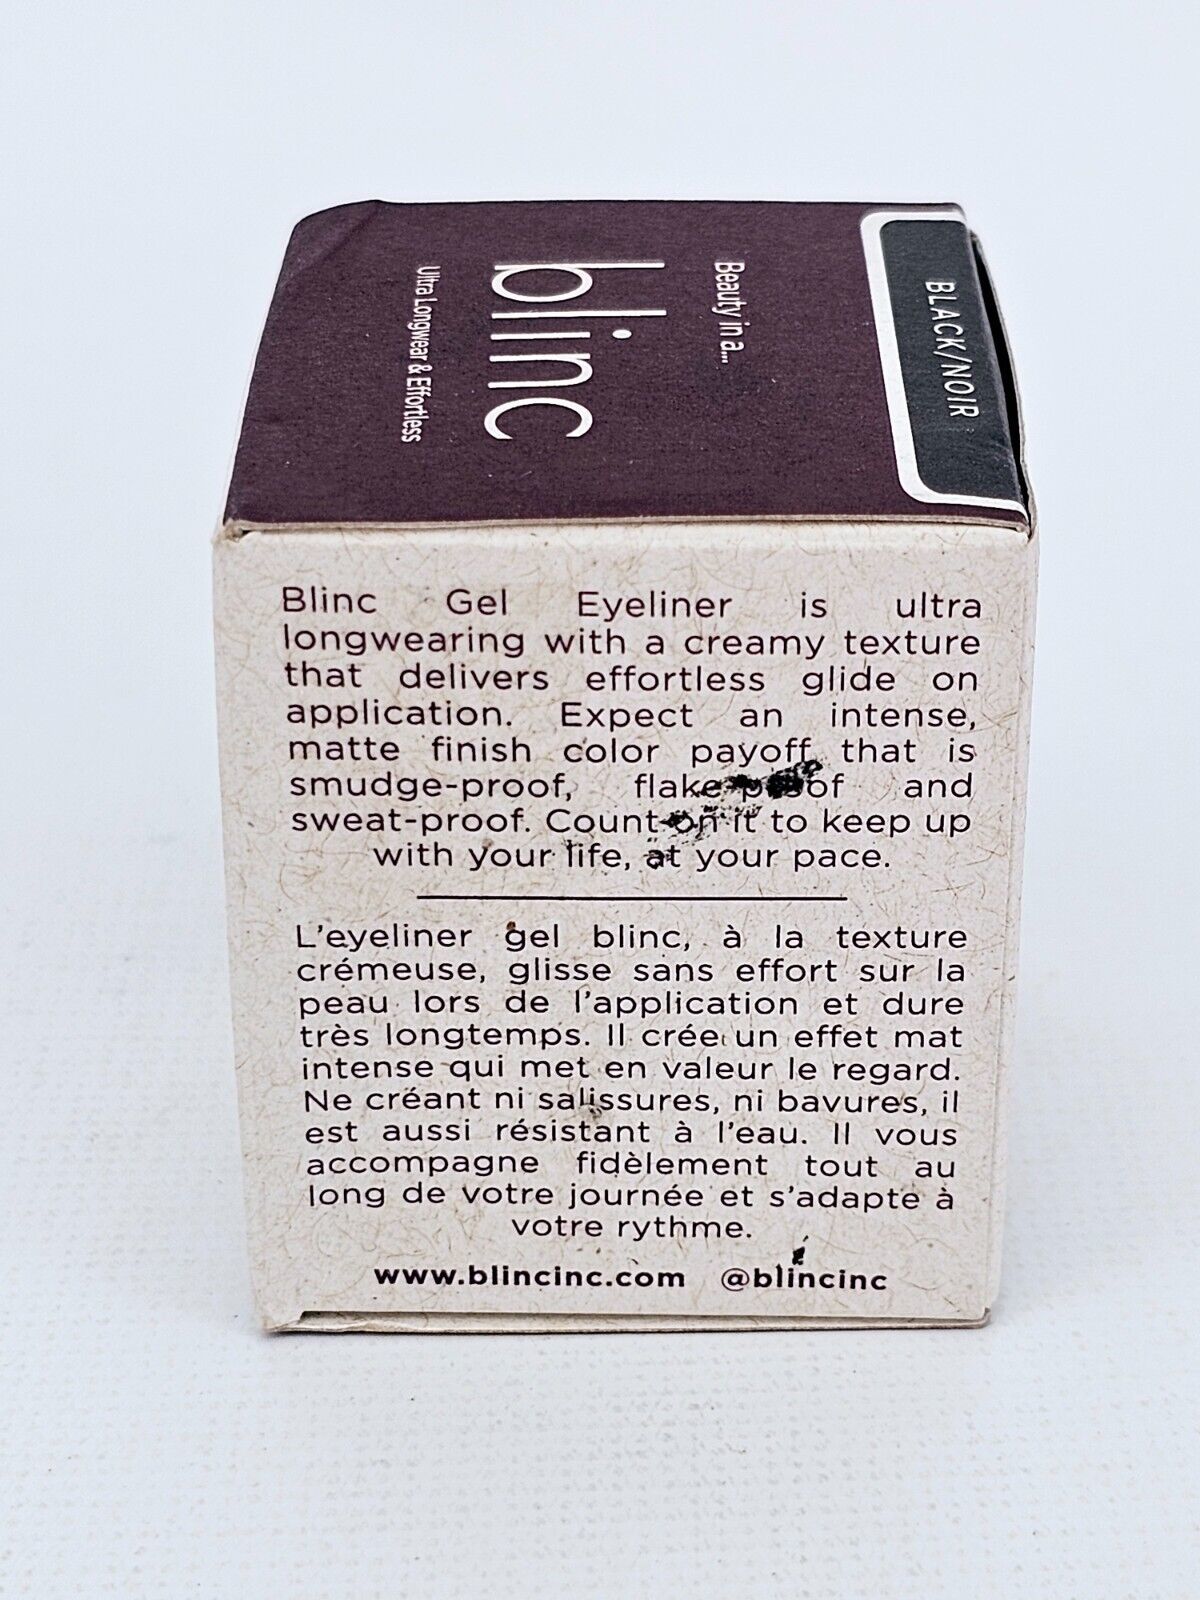 BLACK/NOIR
Beauty in a...
blinc
Ultra Longwear & Effortless
Blinc Gel Eyeliner is ultra
longwearing with a creamy texture
that delivers effortless glide on
application. Expect an intense,
matte finish color payoff that is
smudge-proof, flake-proof and
sweat-proof. Count on it to keep up
with your life, at your pace.
L'eyeliner gel blinc, à la texture
crémeuse, glisse sans effort sur la
peau lors de l'application et dure
très longtemps. Il crée un effet mat
intense qui met en valeur le regard.
Ne créant ni salissures, ni bavures, il
est aussi résistant à l'eau. Il vous
accompagne fidèlement tout au
long de votre journée et s'adapte à
votre rythme.
www.blincinc.com @blincinc